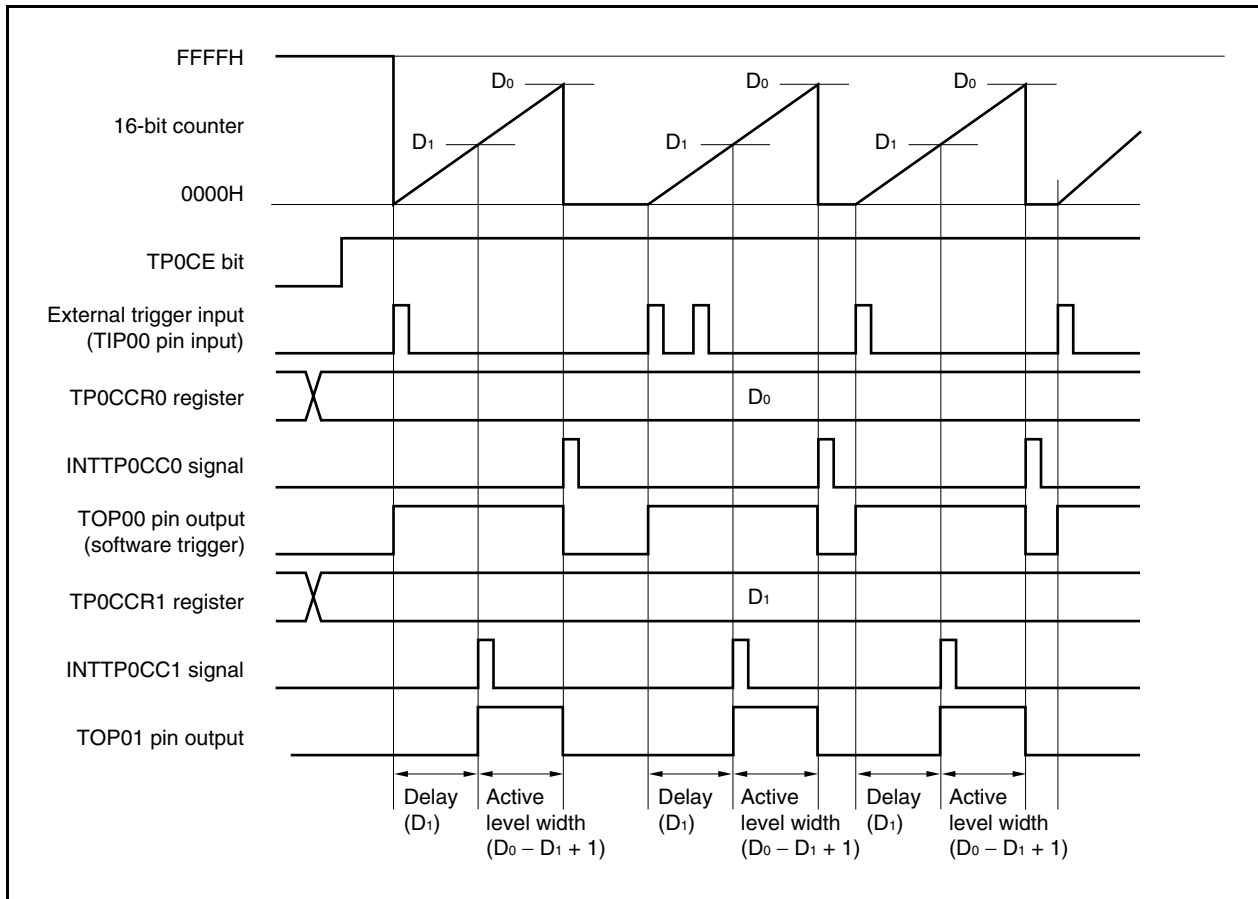 FFFFH
D₀
D₀
D₀
16-bit counter
D₁
D₁
D₁
0000H
TP0CE bit
External trigger input
(TIP00 pin input)
TP0CCR0 register
D₀
INTTP0CC0 signal
TOP00 pin output
(software trigger)
TP0CCR1 register
D₁
INTTP0CC1 signal
TOP01 pin output
Delay
(D₁)
Active
level width
(D₀ − D₁ + 1)
Delay
(D₁)
Active
level width
(D₀ − D₁ + 1)
Delay
(D₁)
Active
level width
(D₀ − D₁ + 1)